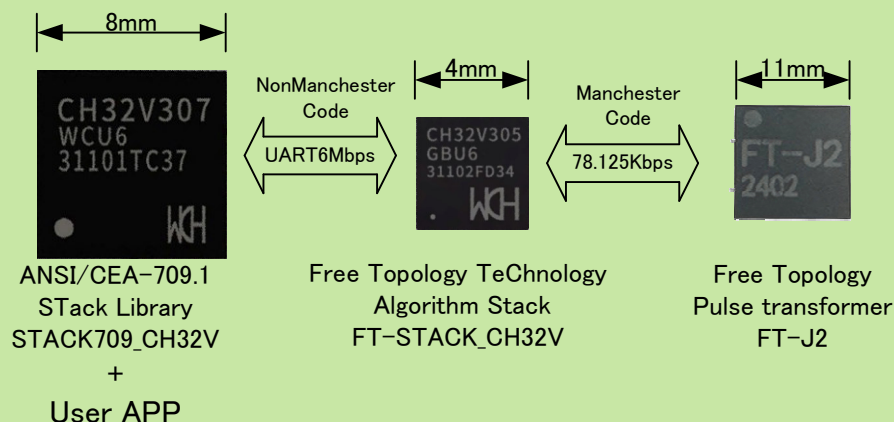 8mm
4mm
11mm
NonManchester
Code
Manchester
Code
UART6Mbps
78.125Kbps
CH32V307
WCU6
31101TC37
WCH
CH32V305
GBU6
31102FD34
WCH
FT-J2
2402
ANSI/CEA-709.1
STack Library
STACK709_CH32V
+
User APP
Free Topology TeChnology
Algorithm Stack
FT-STACK_CH32V
Free Topology
Pulse transformer
FT-J2